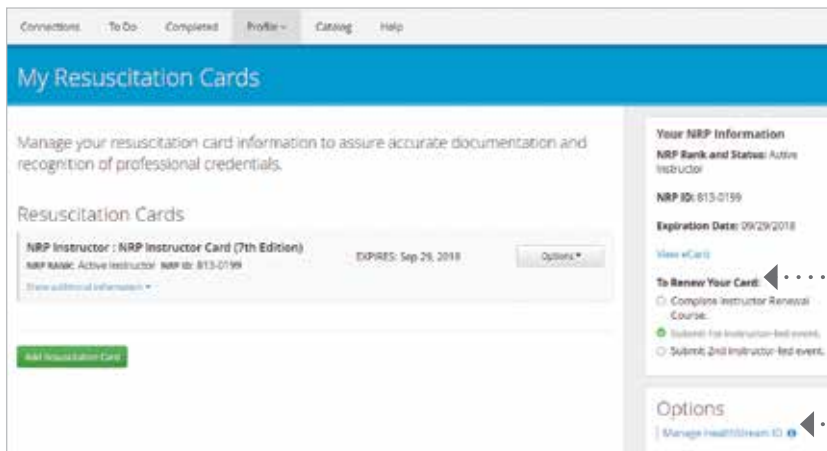 Connections To Do Completed Profile Catalog Help
My Resuscitation Cards
Manage your resuscitation card information to assure accurate documentation and
recognition of professional credentials.
Resuscitation Cards
NRP Instructor : NRP Instructor Card (7th Edition)
NRP RANK: Active Instructor NRP ID: 813-0199
Show additional information
EXPIRES: Sep 29, 2018
Options
Add Resuscitation Card
Your NRP Information
NRP Rank and Status: Active
Instructor
NRP ID: 813-0199
Expiration Date: 09/29/2018
View eCard
To Renew Your Card:
Complete Instructor Renewal
Course.
Submit 1st instructor-led event.
Submit 2nd instructor-led event.
Options
Manage HealthStream ID